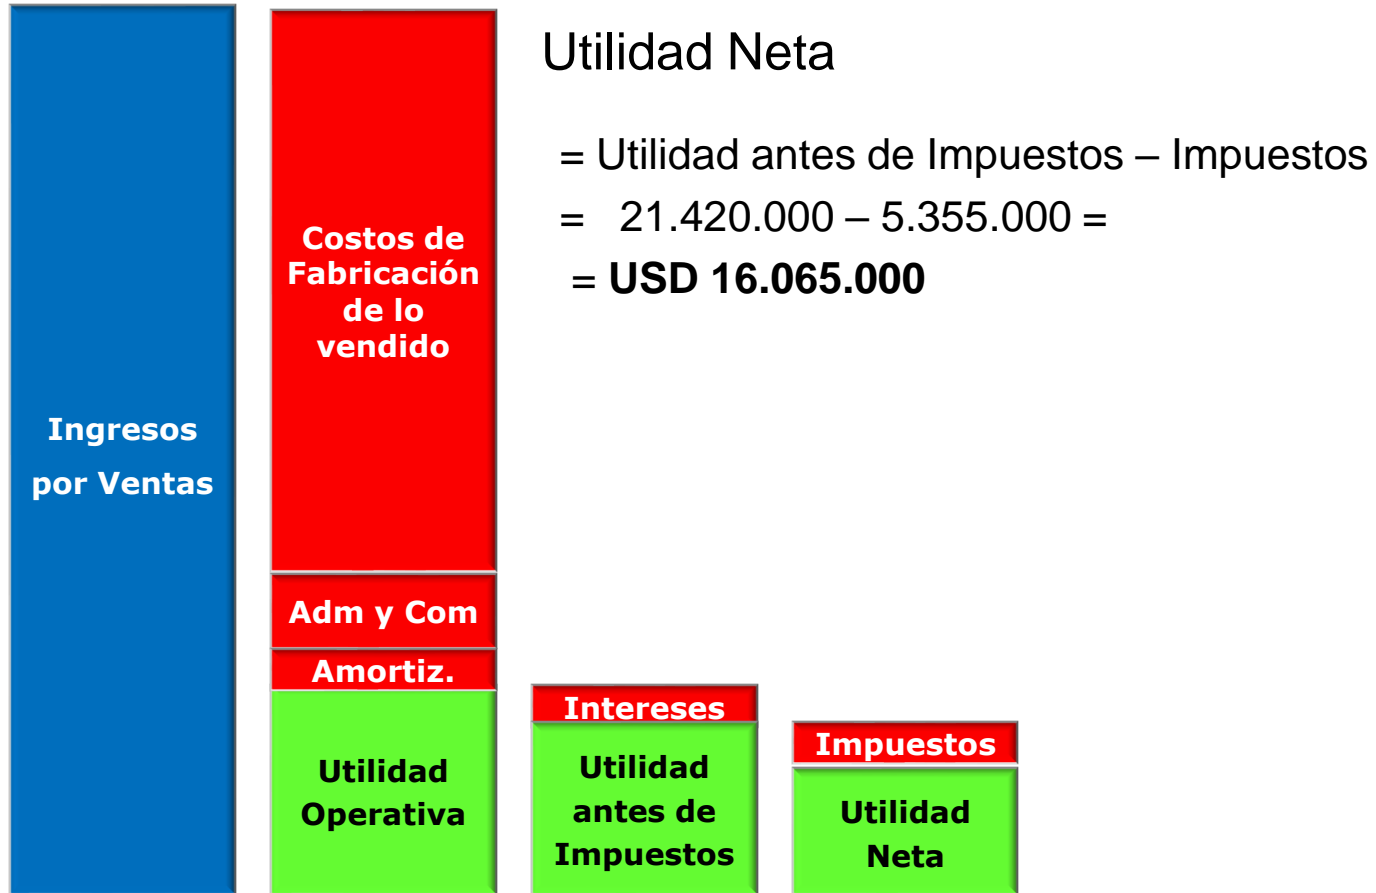 Utilidad Neta
= Utilidad antes de Impuestos – Impuestos
= 21.420.000 – 5.355.000 =
= USD 16.065.000
Ingresos
por Ventas
Costos de
Fabricación
de lo
vendido
Adm y Com
Amortiz.
Utilidad
Operativa
Intereses
Utilidad
antes de
Impuestos
Impuestos
Utilidad
Neta